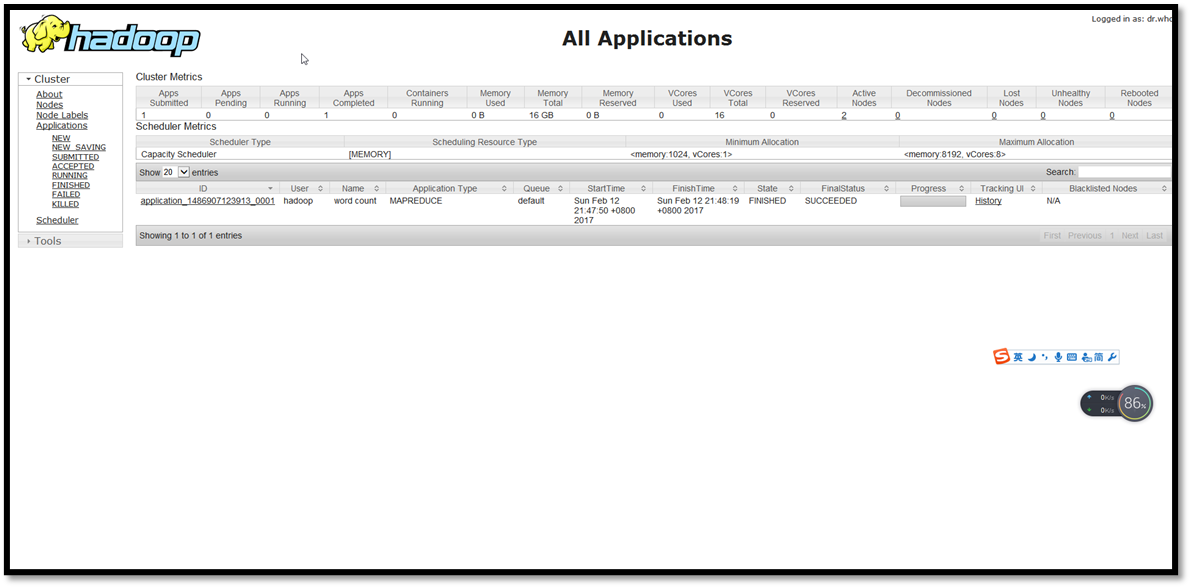 Logged in as: dr.who
hadoop
All Applications
Cluster
About
Nodes
Node Labels
Applications
NEW
NEW_SAVING
SUBMITTED
ACCEPTED
RUNNING
FINISHED
FAILED
KILLED
Scheduler
Tools
Cluster Metrics
Apps Submitted Apps Pending Apps Running Apps Completed Containers Running Memory Used Memory Total Memory Reserved VCores Used VCores Total VCores Reserved Active Nodes Decommissioned Nodes Lost Nodes Unhealthy Nodes Rebooted Nodes
1 0 0 1 0 0 B 16 GB 0 B 0 16 0 2 0 0 0 0
Scheduler Metrics
Scheduler Type Scheduling Resource Type Minimum Allocation Maximum Allocation
Capacity Scheduler [MEMORY] <memory:1024, vCores:1> <memory:8192, vCores:8>
Show 20 entries Search:
ID User Name Application Type Queue StartTime FinishTime State FinalStatus Progress Tracking UI Blacklisted Nodes
application_1486907123913_0001 hadoop word count MAPREDUCE default Sun Feb 12 21:47:50 +0800 2017 Sun Feb 12 21:48:19 +0800 2017 FINISHED SUCCEEDED History N/A
Showing 1 to 1 of 1 entries First Previous 1 Next Last
英 简
0K/s
0K/s
86%